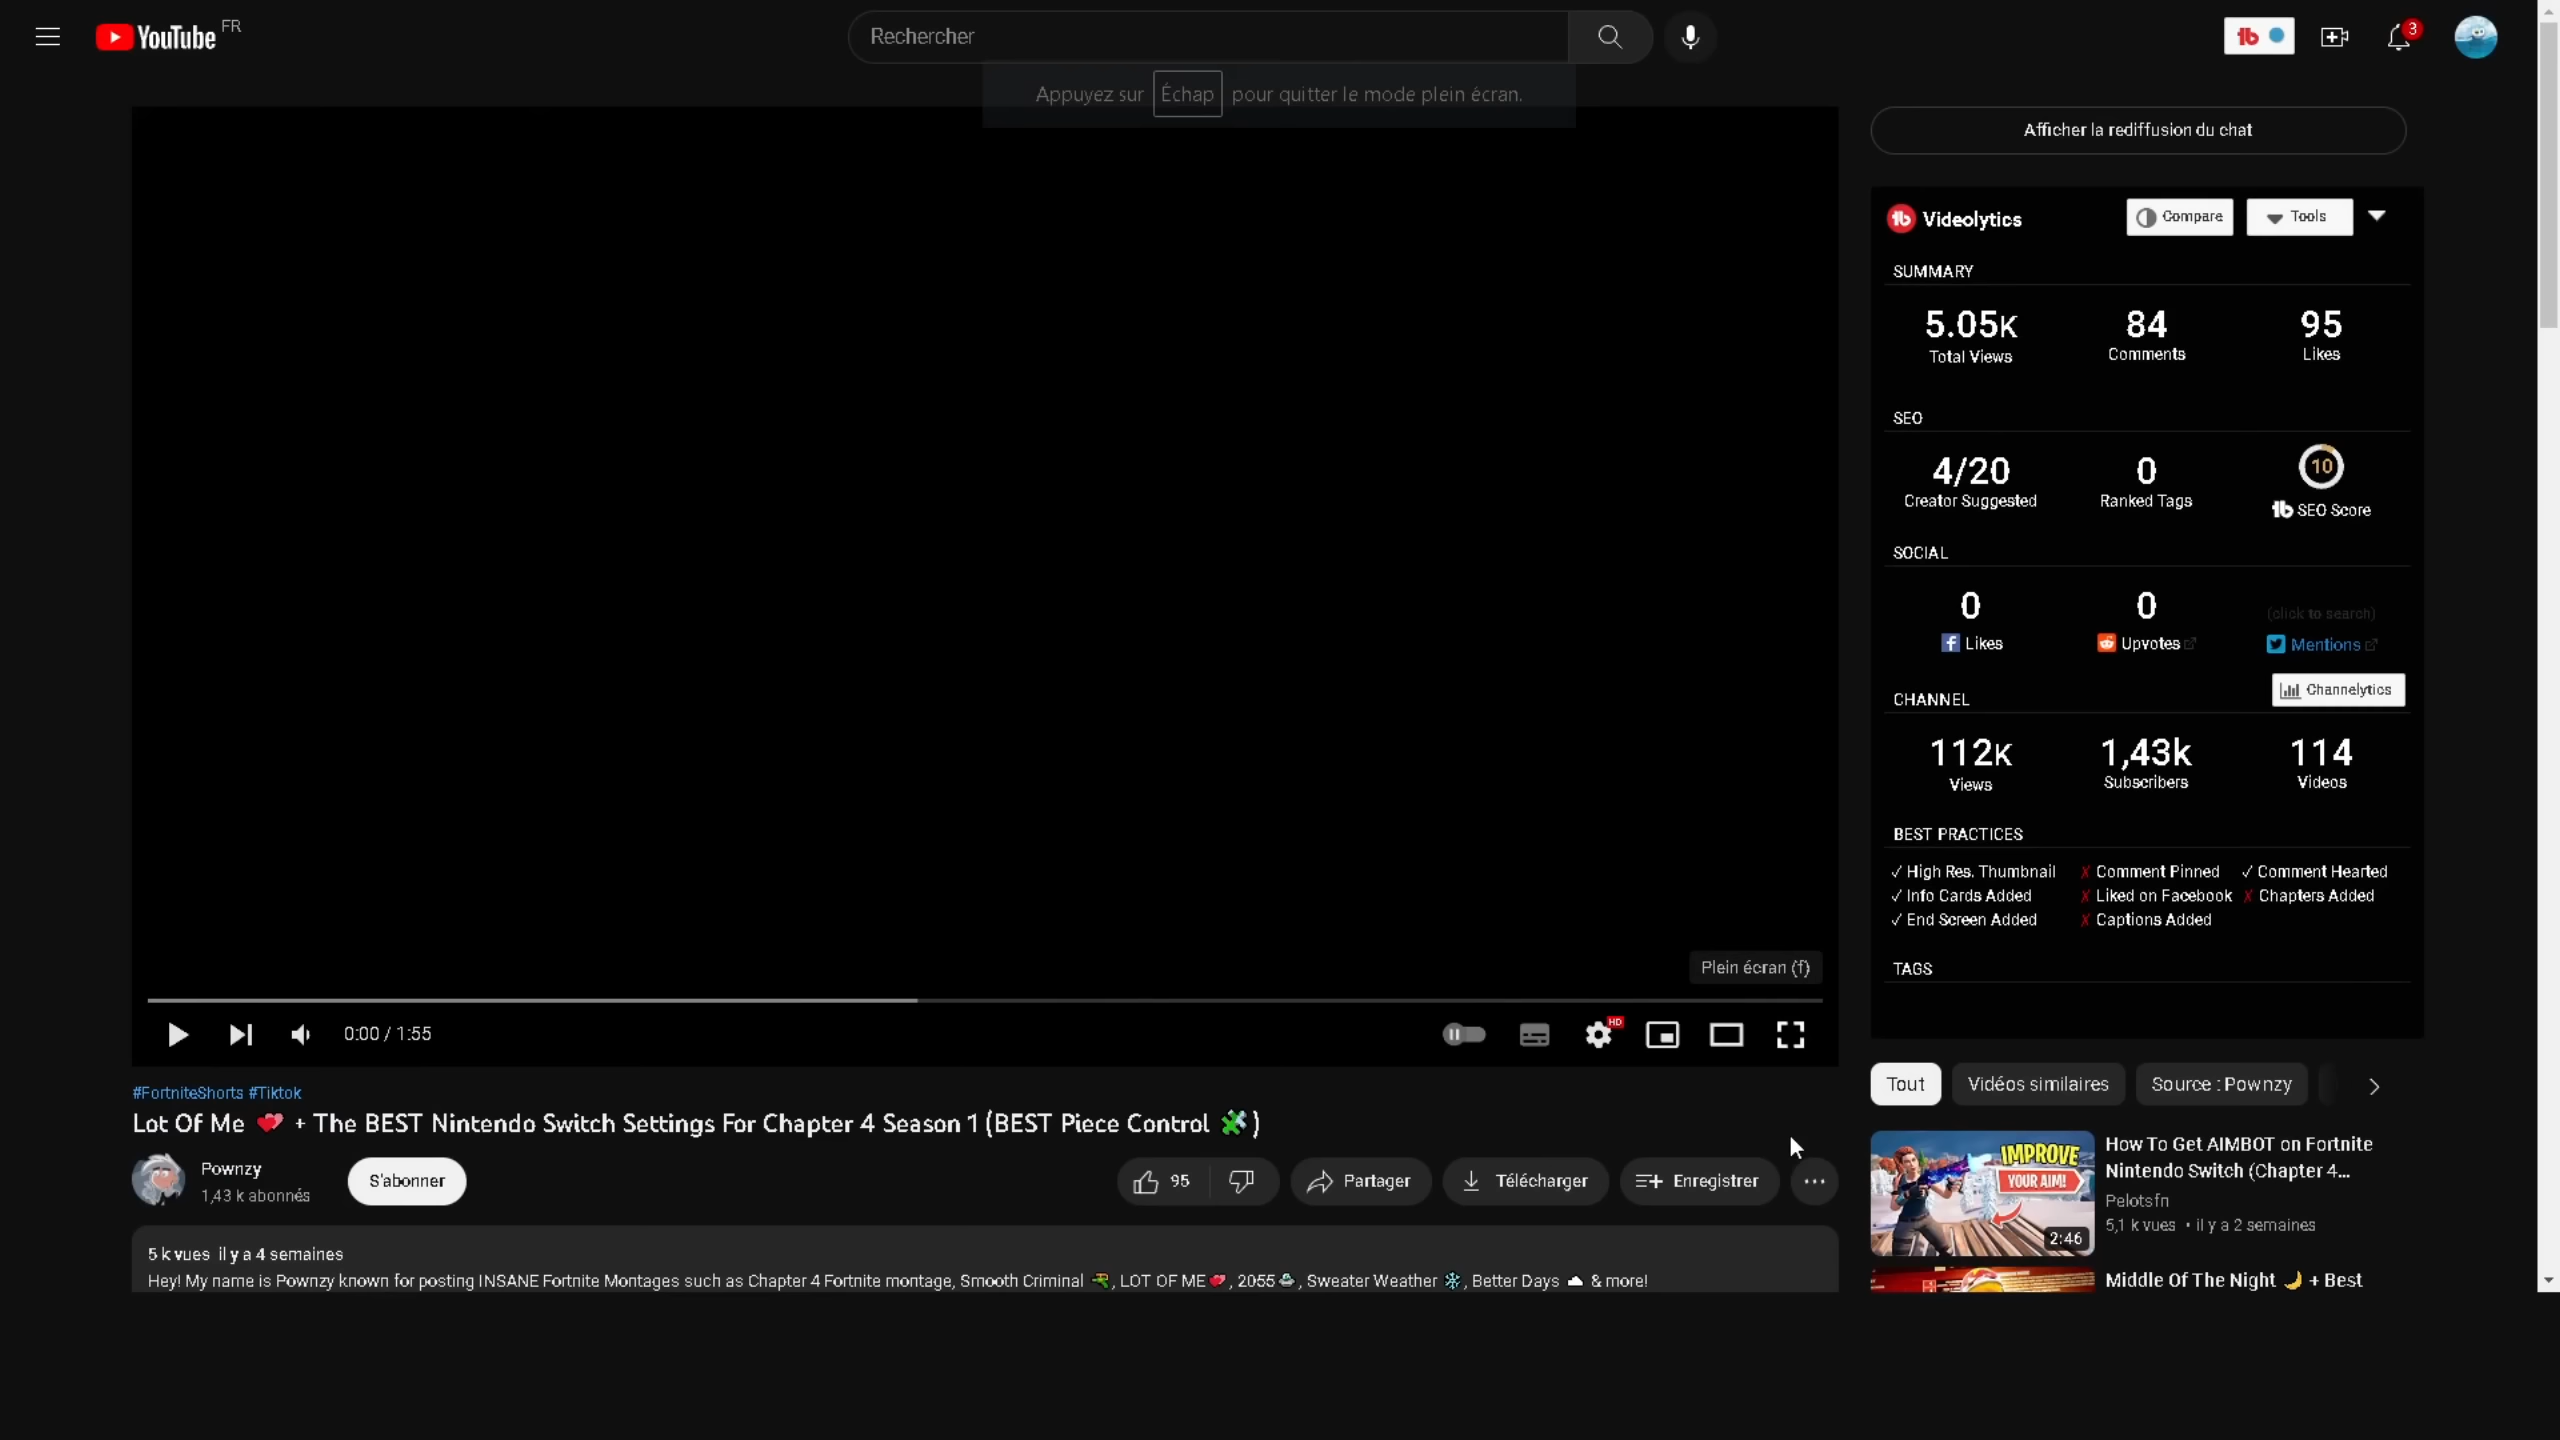 YouTube FR
Rechercher
3
Appuyez sur Échap pour quitter le mode plein écran.
Afficher la rediffusion du chat
Videolytics
Compare
Tools
SUMMARY
5.05K
Total Views
84
Comments
95
Likes
SEO
4/20
Creator Suggested
0
Ranked Tags
10
SEO Score
SOCIAL
0
Likes
0
Upvotes
(click to search)
Mentions
CHANNEL
Channelytics
112K
Views
1,43k
Subscribers
114
Videos
BEST PRACTICES
✓ High Res. Thumbnail ✗ Comment Pinned ✓ Comment Hearted
✓ Info Cards Added ✗ Liked on Facebook ✗ Chapters Added
✓ End Screen Added ✗ Captions Added
TAGS
Plein écran (f)
0:00 / 1:55
HD
#FortniteShorts #Tiktok
Lot Of Me 💕 + The BEST Nintendo Switch Settings For Chapter 4 Season 1 (BEST Piece Control 🧩)
Pownzy
1,43 k abonnés
S'abonner
95
Partager
Télécharger
Enregistrer
5 k vues il y a 4 semaines
Hey! My name is Pownzy known for posting INSANE Fortnite Montages such as Chapter 4 Fortnite montage, Smooth Criminal 🔫, LOT OF ME 💕, 2055 🛸, Sweater Weather ❄️, Better Days ☁️ & more!
Tout
Vidéos similaires
Source : Pownzy
IMPROVE
YOUR AIM!
2:46
How To Get AIMBOT on Fortnite
Nintendo Switch (Chapter 4...
Pelotsfn
5,1 k vues • il y a 2 semaines
Middle Of The Night 🌙 + Best